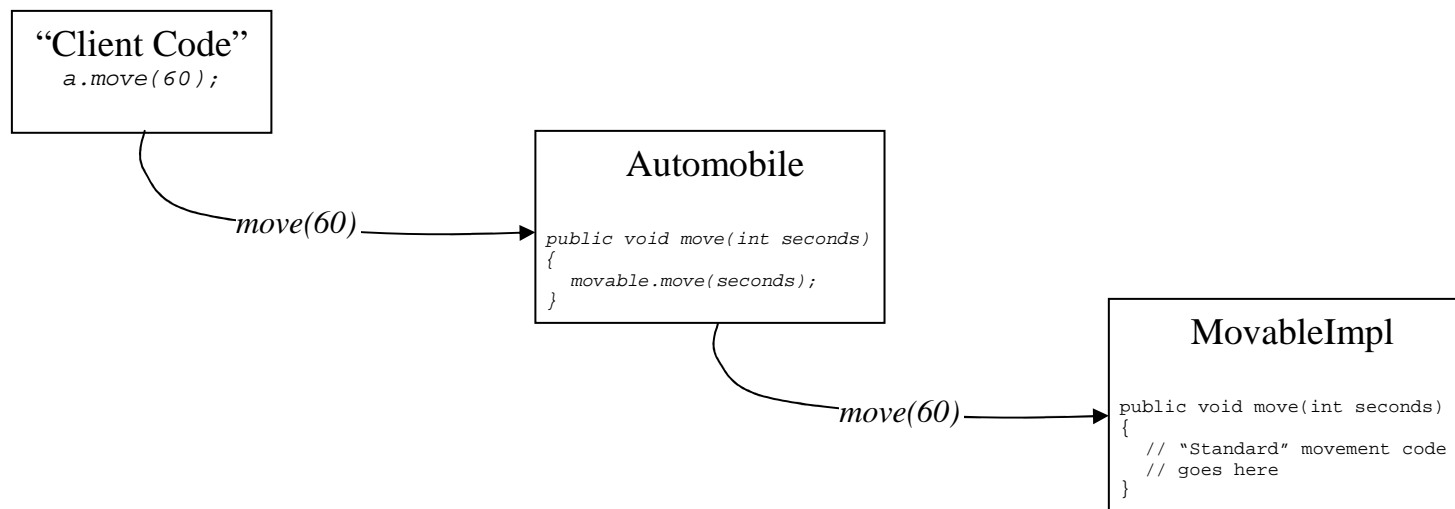 “Client Code”
a.move(60);
move(60)
Automobile
public void move(int seconds)
{
movable.move(seconds);
}
move(60)
MovableImpl
public void move(int seconds)
{
// “Standard” movement code
// goes here
}